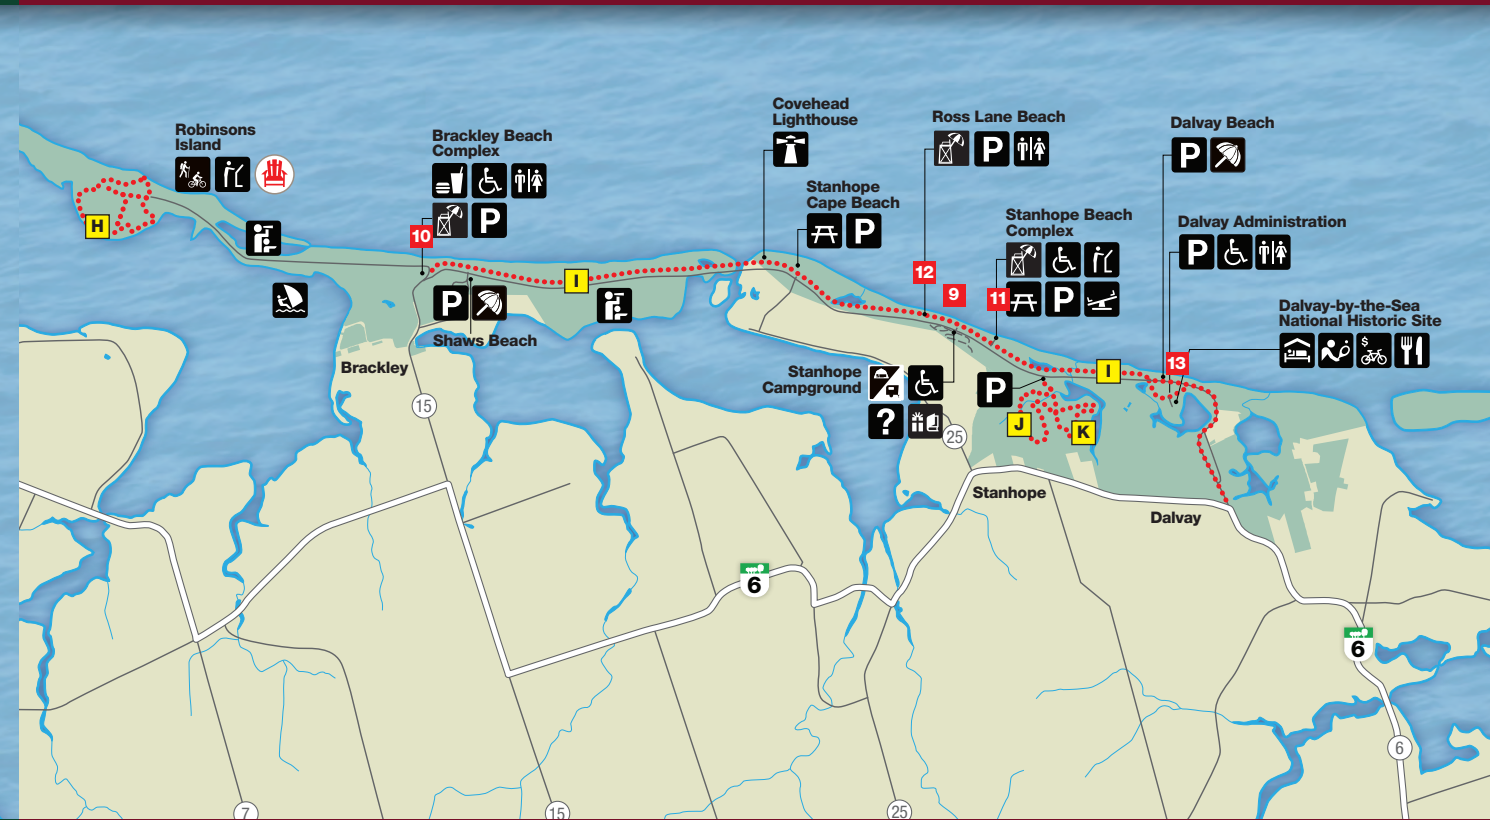 Robinsons
Island
H
Brackley Beach
Complex
P
10
I
P
Shaws Beach
Brackley
15
Covehead
Lighthouse
Stanhope
Cape Beach
P
Ross Lane Beach
P
12
9
11
Stanhope Beach
Complex
P
Dalvay Beach
P
Dalvay Administration
P
Dalvay-by-the-Sea
National Historic Site
$
13
I
Stanhope
Campground
?
P
J
K
25
Stanhope
Dalvay
6
6
6
7
15
25